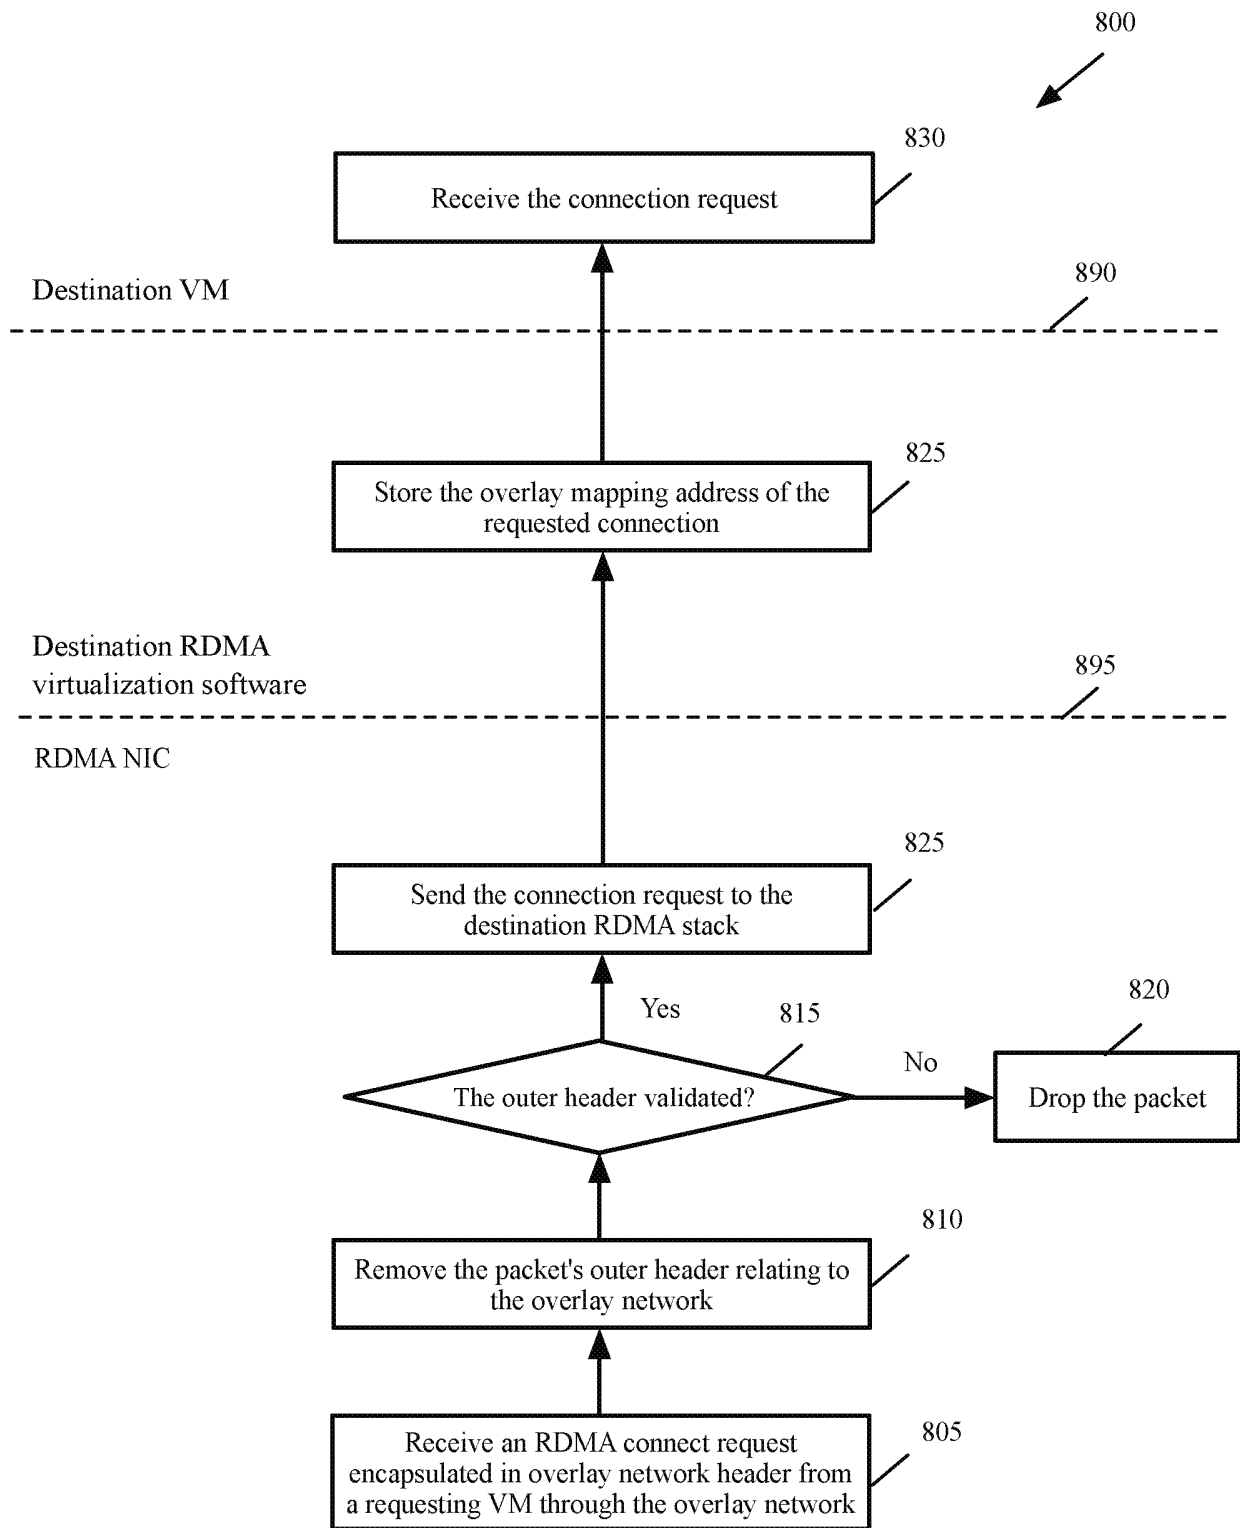 800
830
Receive the connection request
Destination VM
890
825
Store the overlay mapping address of the
requested connection
Destination RDMA
virtualization software
895
RDMA NIC
825
Send the connection request to the
destination RDMA stack
Yes
815
820
No
The outer header validated?
Drop the packet
810
Remove the packet's outer header relating to
the overlay network
805
Receive an RDMA connect request
encapsulated in overlay network header from
a requesting VM through the overlay network